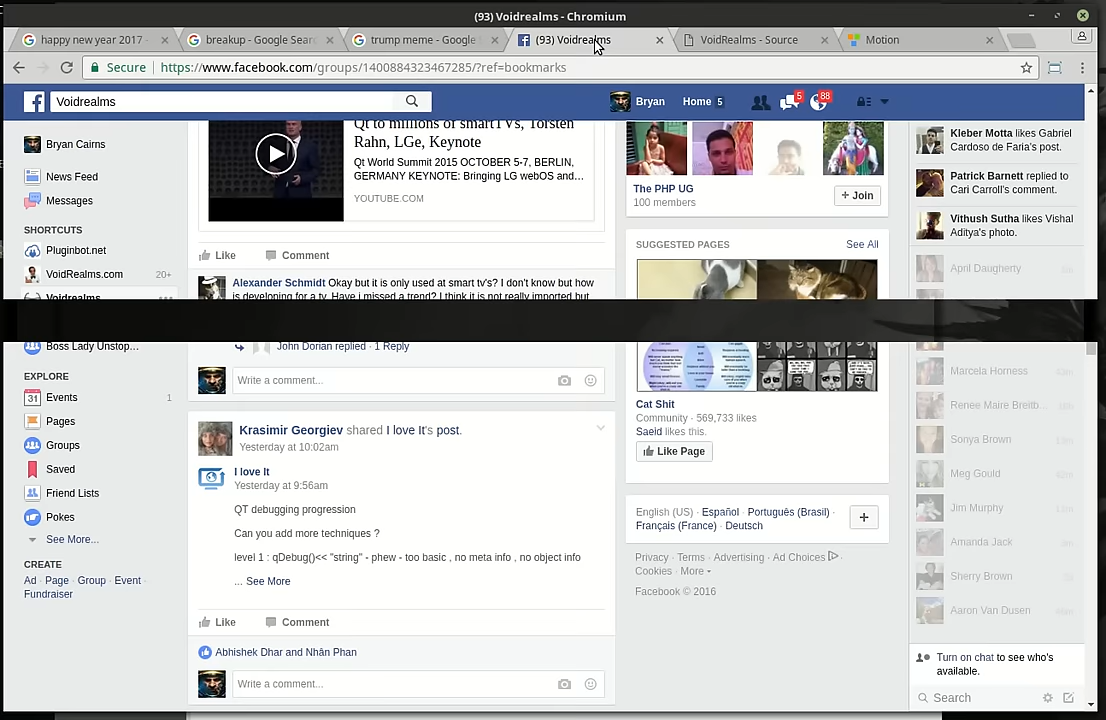 (93) Voidrealms - Chromium
happy new year 2017 -
breakup - Google Sear
trump meme - Google
(93) Voidrealms
VoidRealms - Source
Motion
Secure
https://www.facebook.com/groups/1400884323467285/?ref=bookmarks
Voidrealms
Bryan
Home 5
5
88
Bryan Cairns
News Feed
Messages
SHORTCUTS
Pluginbot.net
VoidRealms.com 20+
Voidrealms
Boss Lady Unstop...
EXPLORE
31 Events 1
Pages
Groups
Saved
Friend Lists
Pokes
See More...
CREATE
Ad · Page · Group · Event ·
Fundraiser
Qt to millions of smartTVs, Torsten
Rahn, LGe, Keynote
Qt World Summit 2015 OCTOBER 5-7, BERLIN,
GERMANY KEYNOTE: Bringing LG webOS and...
YOUTUBE.COM
Like Comment
Alexander Schmidt Okay but it is only used at smart tv's? I don't know but how
is developing for a tv. Have i missed a trend? I think it is not really imported but
John Dorian replied · 1 Reply
Write a comment...
Krasimir Georgiev shared I love It's post.
Yesterday at 10:02am
I love It
Yesterday at 9:56am
QT debugging progression
Can you add more techniques ?
level 1 : qDebug()<< "string" - phew - too basic , no meta info , no object info
... See More
Like Comment
Abhishek Dhar and Nhân Phan
Write a comment...
The PHP UG
100 members
+ Join
SUGGESTED PAGES See All
Cat Shit
Community · 569,733 likes
Saeid likes this.
Like Page
English (US) · Español · Português (Brasil) ·
Français (France) · Deutsch
+
Privacy · Terms · Advertising · Ad Choices ·
Cookies · More
Facebook © 2016
Kleber Motta likes Gabriel
Cardoso de Faria's post.
Patrick Barnett replied to
Cari Carroll's comment.
Vithush Sutha likes Vishal
Aditya's photo.
April Daugherty
Marcela Horness
Renee Maire Breitb...
Sonya Brown
Meg Gould
Jim Murphy
Amanda Jack
Sherry Brown
Aaron Van Dusen
Turn on chat to see who's
available.
Search